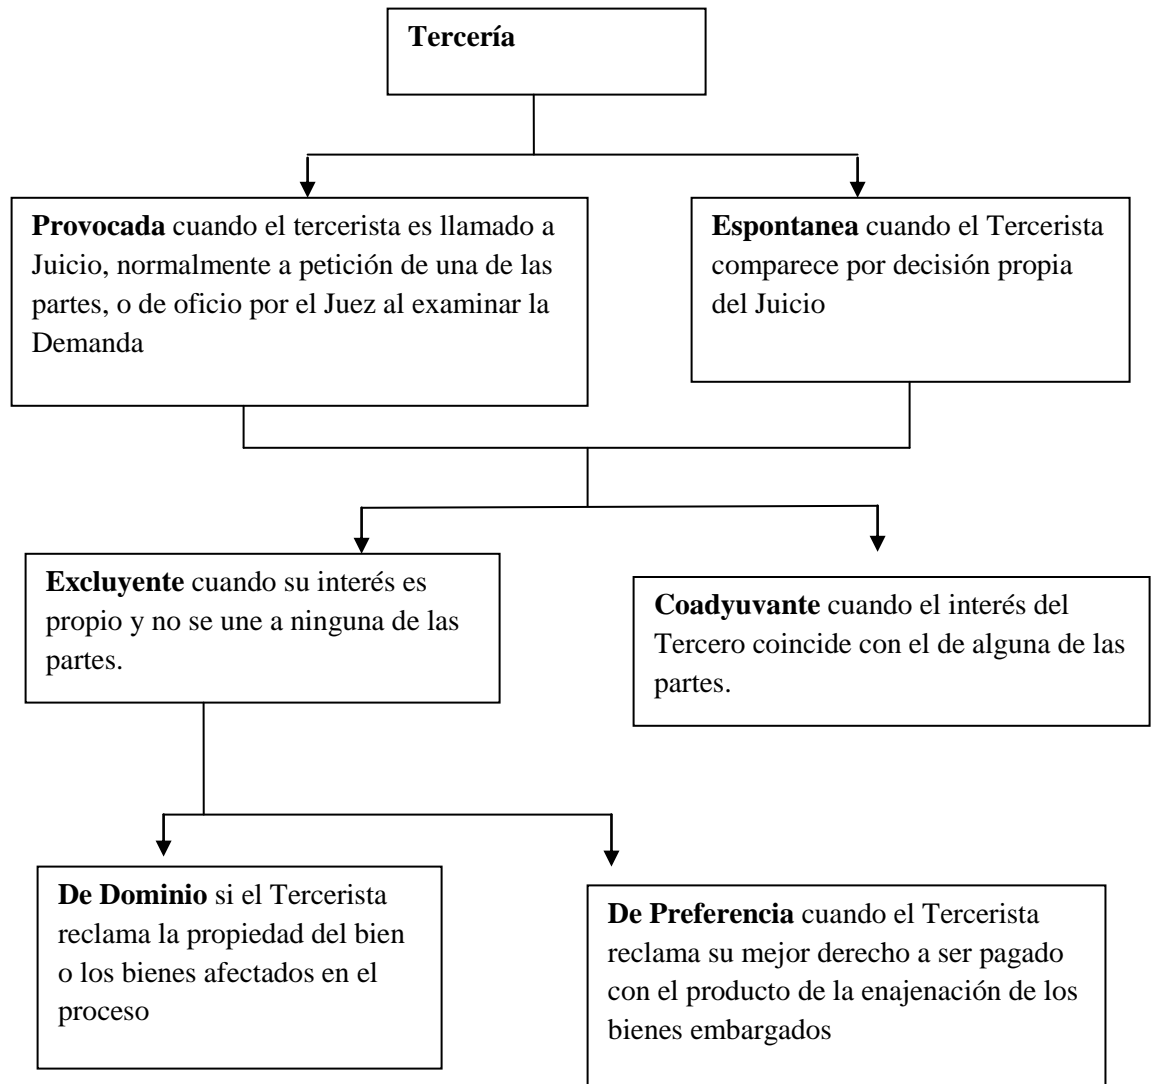 Tercería
Provocada cuando el tercerista es llamado a
Juicio, normalmente a petición de una de las
partes, o de oficio por el Juez al examinar la
Demanda
Espontanea cuando el Tercerista
comparece por decisión propia
del Juicio
Excluyente cuando su interés es
propio y no se une a ninguna de las
partes.
Coadyuvante cuando el interés del
Tercero coincide con el de alguna de las
partes.
De Dominio si el Tercerista
reclama la propiedad del bien
o los bienes afectados en el
proceso
De Preferencia cuando el Tercerista
reclama su mejor derecho a ser pagado
con el producto de la enajenación de los
bienes embargados